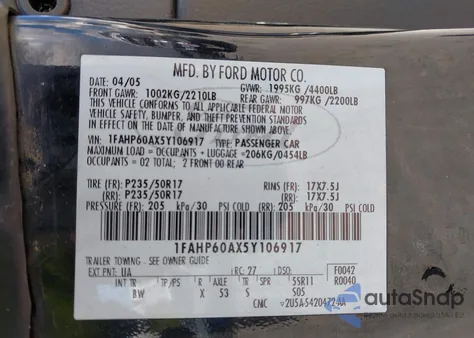 MFD. BY FORD MOTOR CO.
04/05 GVWR: 1995KG /4400LB
FRONT GAWR: 1002KG/2210LB REAR GAWR: 997KG /2200LB
THIS VEHICLE CONFORMS TO ALL APPLICABLE FEDERAL MOTOR
VEHICLE SAFETY, BUMPER, AND THEFT PREVENTION STANDARDS
IN EFFECT ON THE DATE OF MANUFACTURE SHOWN ABOVE.
VIN: 1FAHP60AX5Y106917 TYPE: PASSENGER CAR
MAXIMUM LOAD = OCCUPANTS + LUGGAGE =206KG/0454LB
OCCUPANTS = 02 TOTAL; 2 FRONT 00 REAR
TIRE (FR): P235/50R17 RIMS (FR): 17X7.5J
(RR): P235/50R17 (RR): 17X7.5J
PRESSURE (FR): 205 kPa/30 PSI COLD (RR): 205 kPa/30 PSI COLD
1FAHP60AX5Y106917
TRAILER TOWING - SEE OWNER GUIDE
EXT PNT: UA RC: 27 DSO: F0042
INT TR TP/PS R AXLE TR SPR 55R11 R0040
BW X 53 S S05
CMC
autoSnap